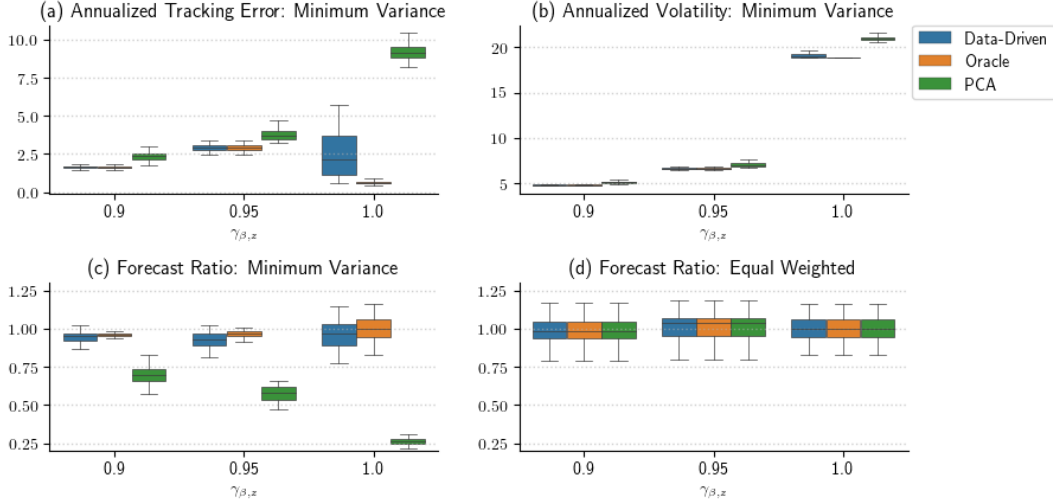 (a) Annualized Tracking Error: Minimum Variance
10.0
7.5
5.0
2.5
0.0
0.9 0.95 1.0
γβ,z
(b) Annualized Volatility: Minimum Variance
20
15
10
5
0.9 0.95 1.0
γβ,z
Data-Driven
Oracle
PCA
(c) Forecast Ratio: Minimum Variance
1.25
1.00
0.75
0.50
0.25
0.9 0.95 1.0
γβ,z
(d) Forecast Ratio: Equal Weighted
1.25
1.00
0.75
0.50
0.25
0.9 0.95 1.0
γβ,z